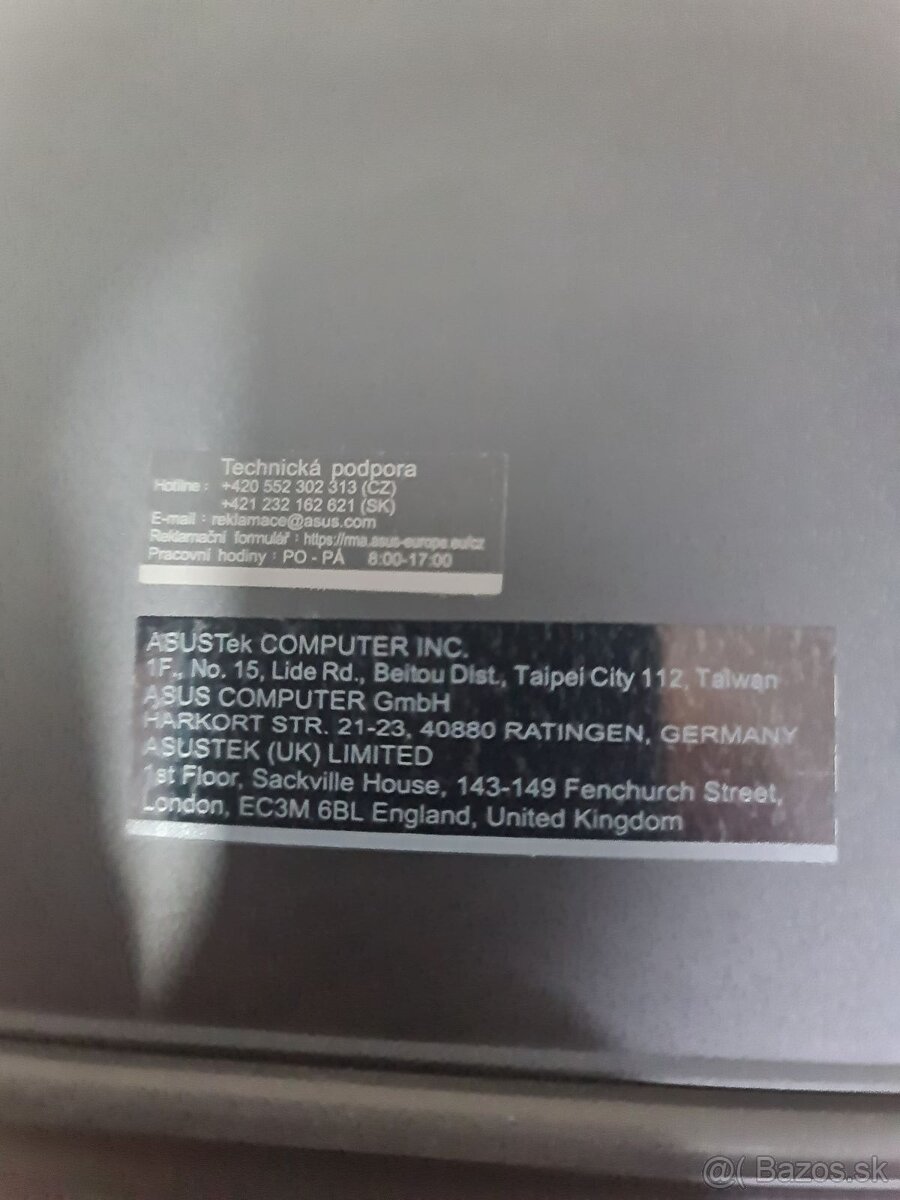 Technická podpora
Hotline : +420 552 302 313 (CZ)
+421 232 162 621 (SK)
E-mail : reklamace@asus.com
Reklamační formulář : https://rma.asus-europe.eu/cz
Pracovní hodiny : PO - PÁ 8:00-17:00
ASUSTek COMPUTER INC.
1F., No. 15, Lide Rd., Beitou Dist., Taipei City 112, Taiwan
ASUS COMPUTER GmbH
HARKORT STR. 21-23, 40880 RATINGEN, GERMANY
ASUSTEK (UK) LIMITED
1st Floor, Sackville House, 143-149 Fenchurch Street,
London, EC3M 6BL England, United Kingdom
@( Bazos.sk